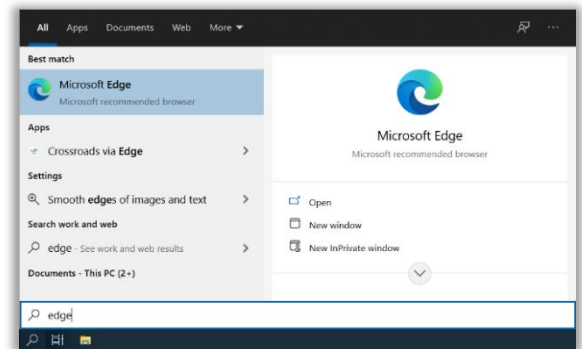 All Apps Documents Web More
Best match
Microsoft Edge
Microsoft recommended browser
Apps
Crossroads via Edge
Settings
Smooth edges of images and text
Search work and web
edge - See work and web results
Documents - This PC (2+)
Microsoft Edge
Microsoft recommended browser
Open
New window
New InPrivate window
edge